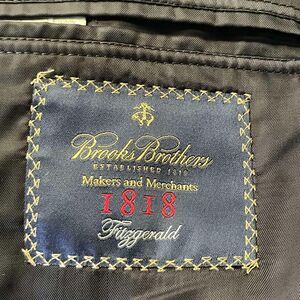 Brooks Brothers
ESTABLISHED 1818
Makers and Merchants
1818
Fitzgerald